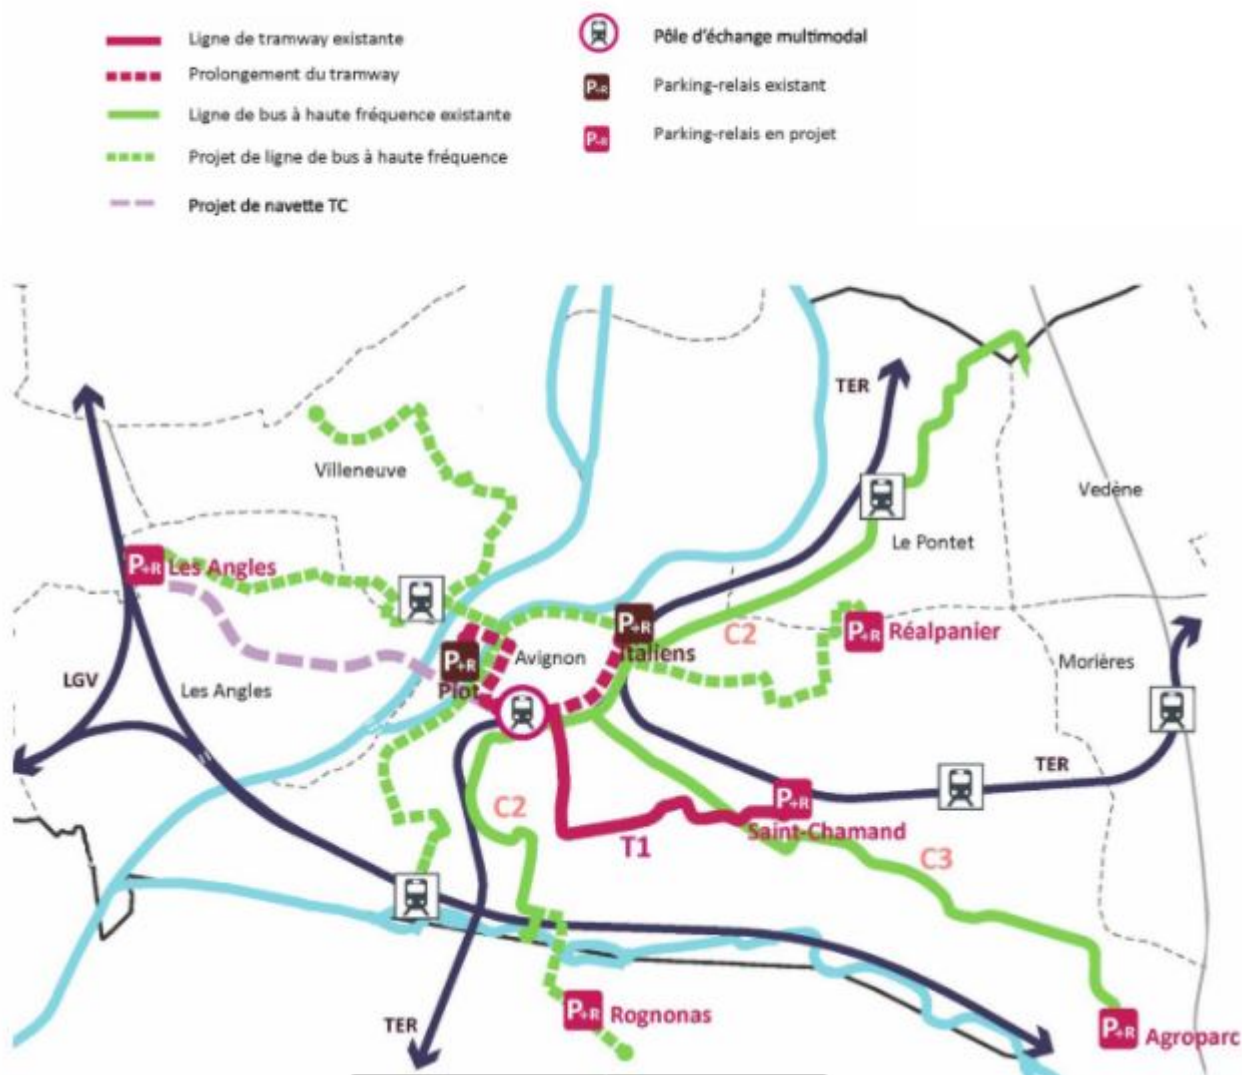 Ligne de tramway existante
Prolongement du tramway
Ligne de bus à haute fréquence existante
Projet de ligne de bus à haute fréquence
Projet de navette TC
Pôle d'échange multimodal
P+R Parking-relais existant
P+R Parking-relais en projet
TER
Villeneuve
Vedène
Le Pontet
P+R Les Angles
C2
P+R Réalpanier
P+R Italiens
Avignon
P+R Piot
Morières
LGV
Les Angles
TER
C2
P+R Saint-Chamand
T1
C3
P+R Rognonas
TER
P+R Agroparc